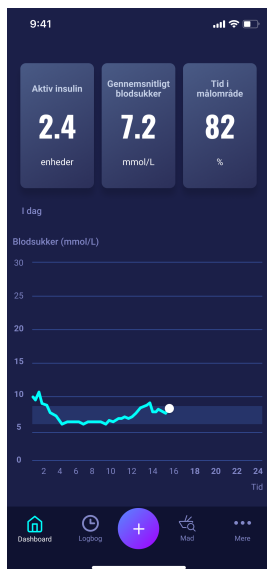 9:41
Aktiv insulin
2.4
enheder
Gennemsnitligt
blodsukker
7.2
mmol/L
Tid i
målområde
82
%
I dag
Blodsukker (mmol/L)
30
25
20
15
10
5
0
2 4 6 8 10 12 14 16 18 20 22 24
Tid
Dashboard
Logbog
+
Mad
Mere